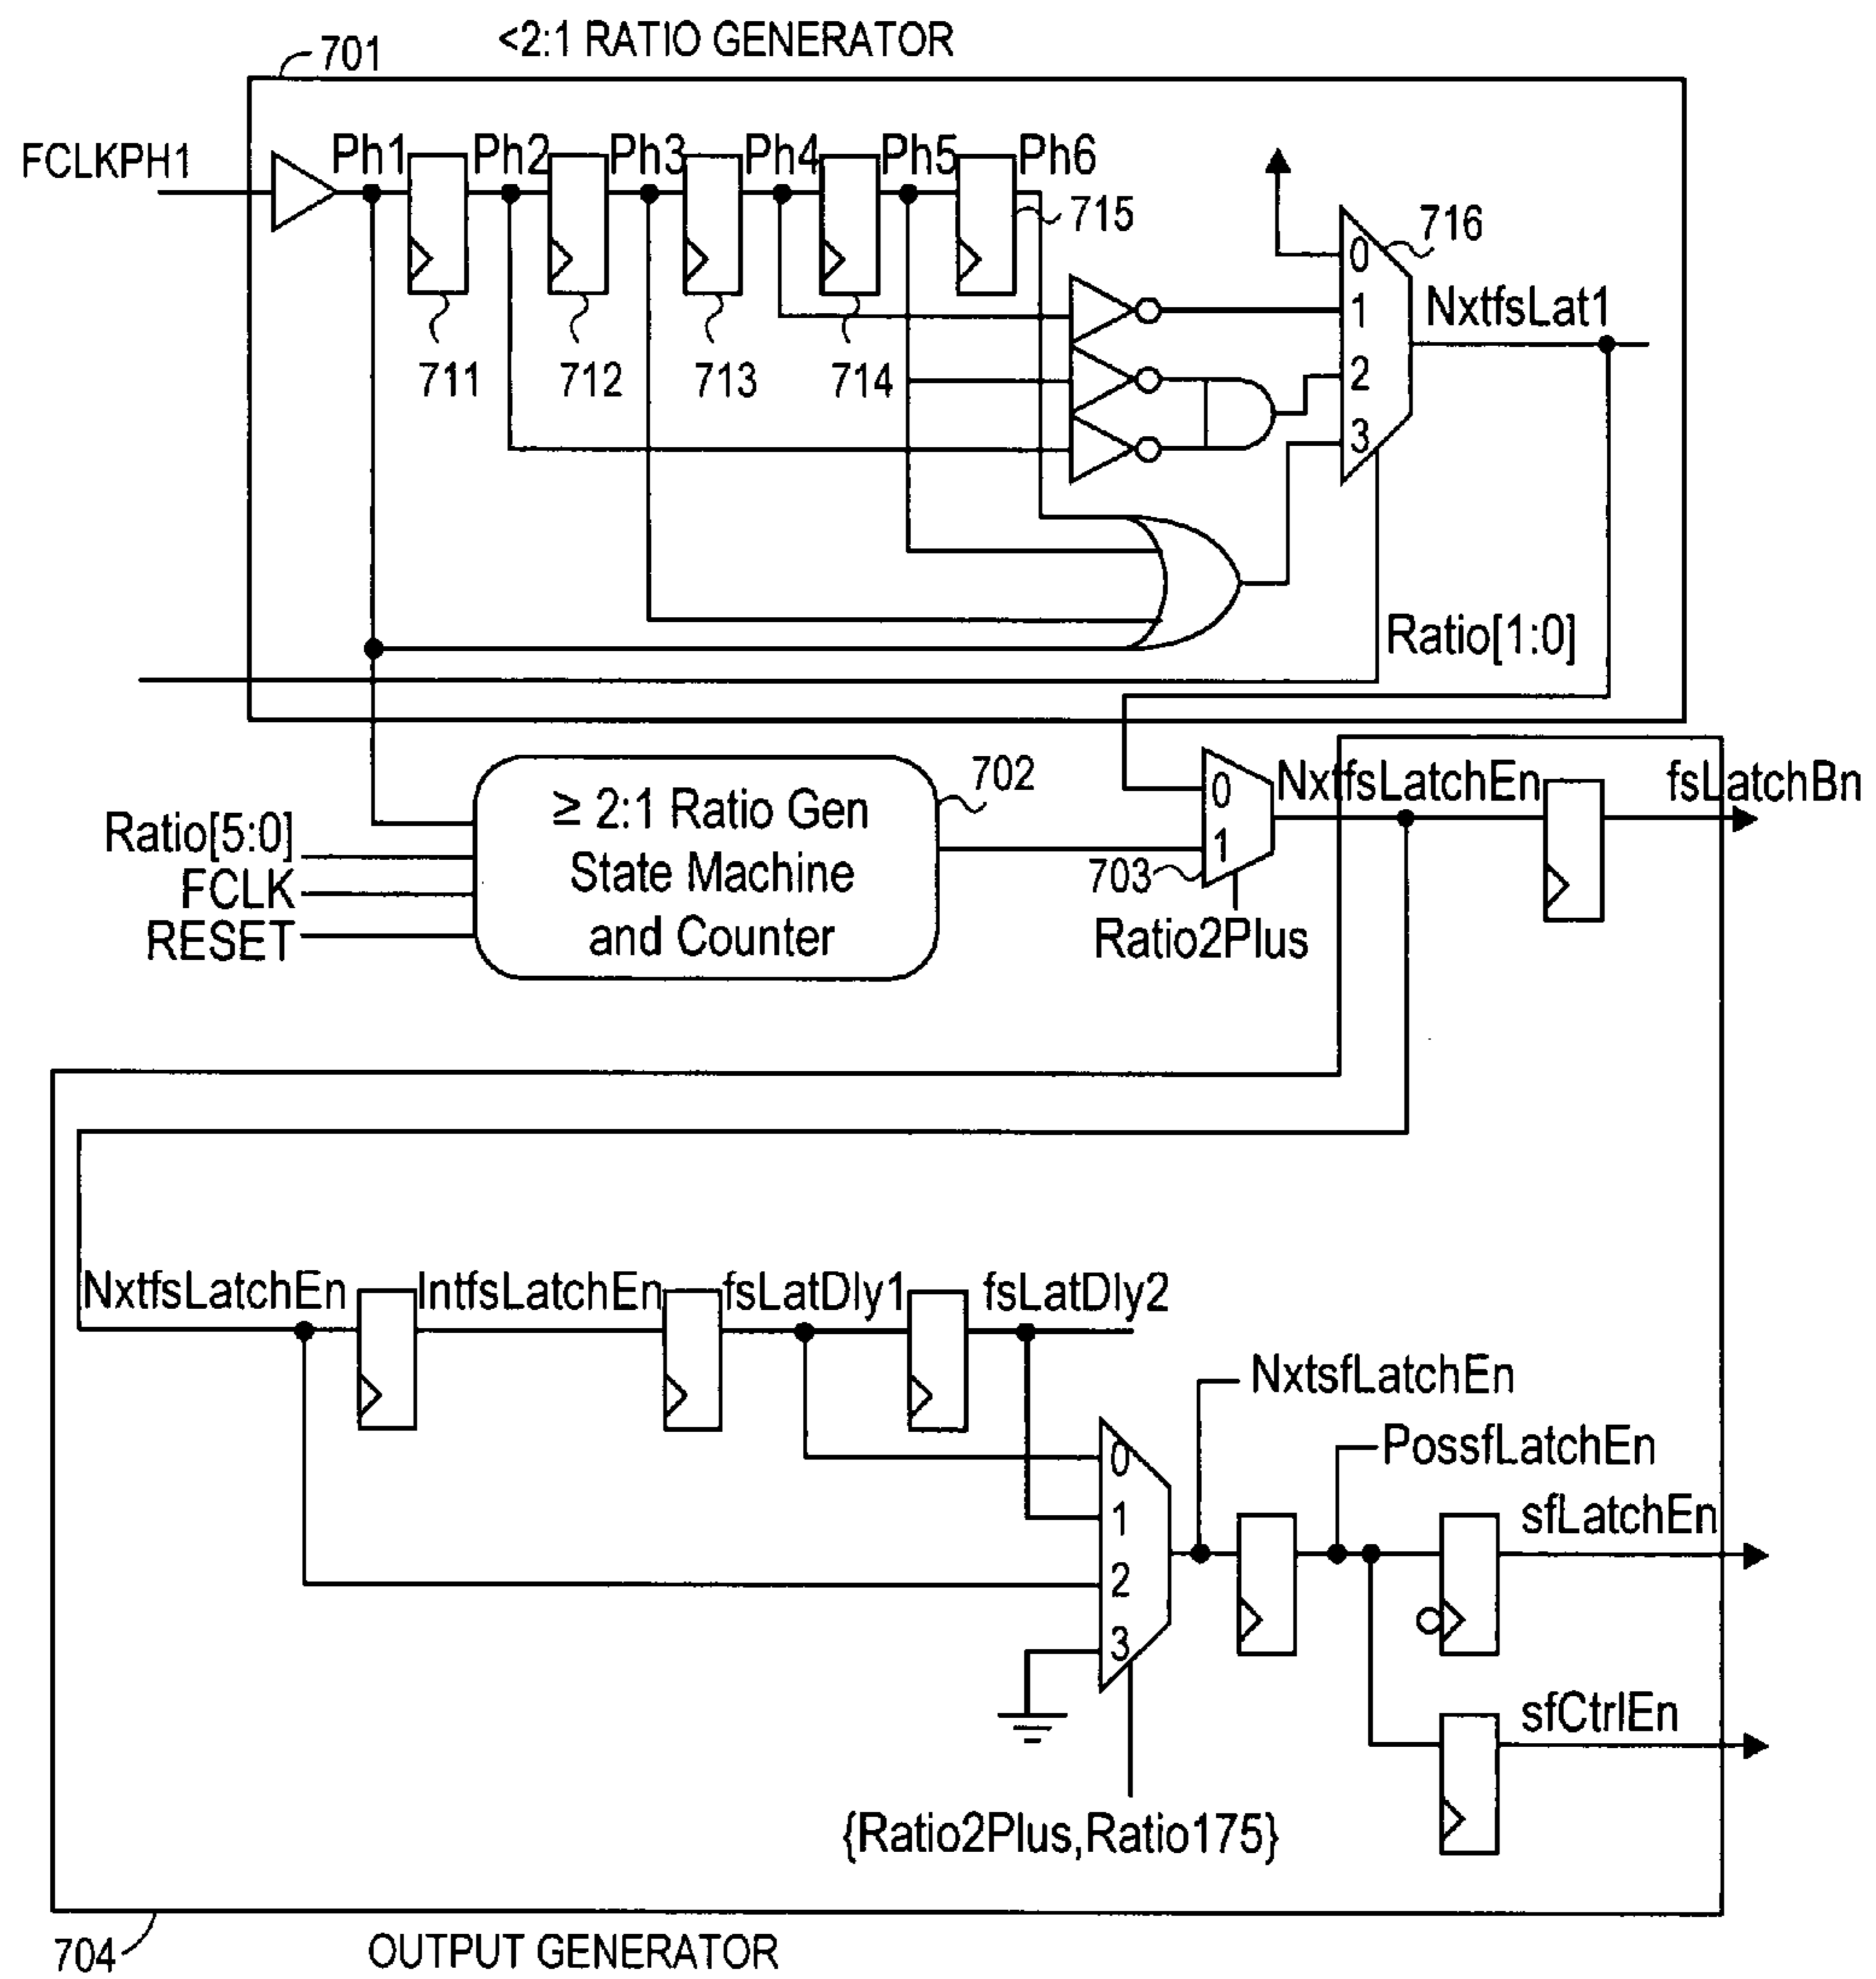 <2:1 RATIO GENERATOR
701
FCLKPH1
Ph1
Ph2
Ph3
Ph4
Ph5
Ph6
715
716
0
1
2
3
NxtfsLat1
711
712
713
714
Ratio[1:0]
≥ 2:1 Ratio Gen
State Machine
and Counter
702
Ratio[5:0]
FCLK
RESET
0
1
703
Ratio2Plus
NxtfsLatchEn
fsLatchBn
NxtfsLatchEn
IntfsLatchEn
fsLatDly1
fsLatDly2
0
1
2
3
NxtsfLatchEn
PossfLatchEn
sfLatchEn
sfCtrlEn
{Ratio2Plus,Ratio175}
704
OUTPUT GENERATOR